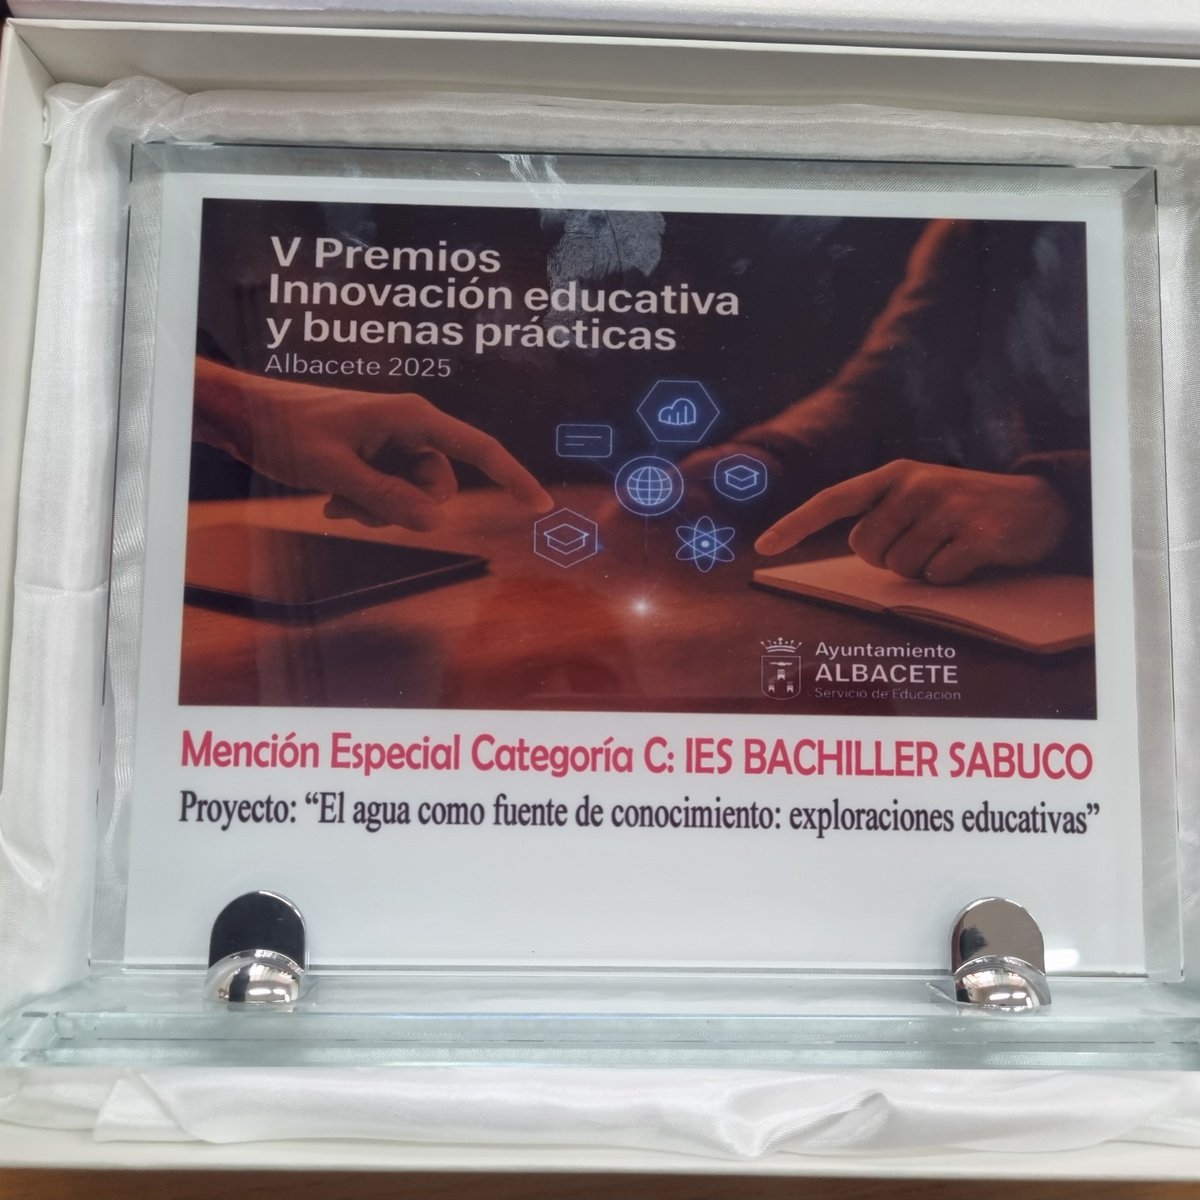 V Premios
Innovación educativa
y buenas prácticas
Albacete 2025
Ayuntamiento
ALBACETE
Servicio de Educación
Mención Especial Categoría C: IES BACHILLER SABUCO
Proyecto: “El agua como fuente de conocimiento: exploraciones educativas”